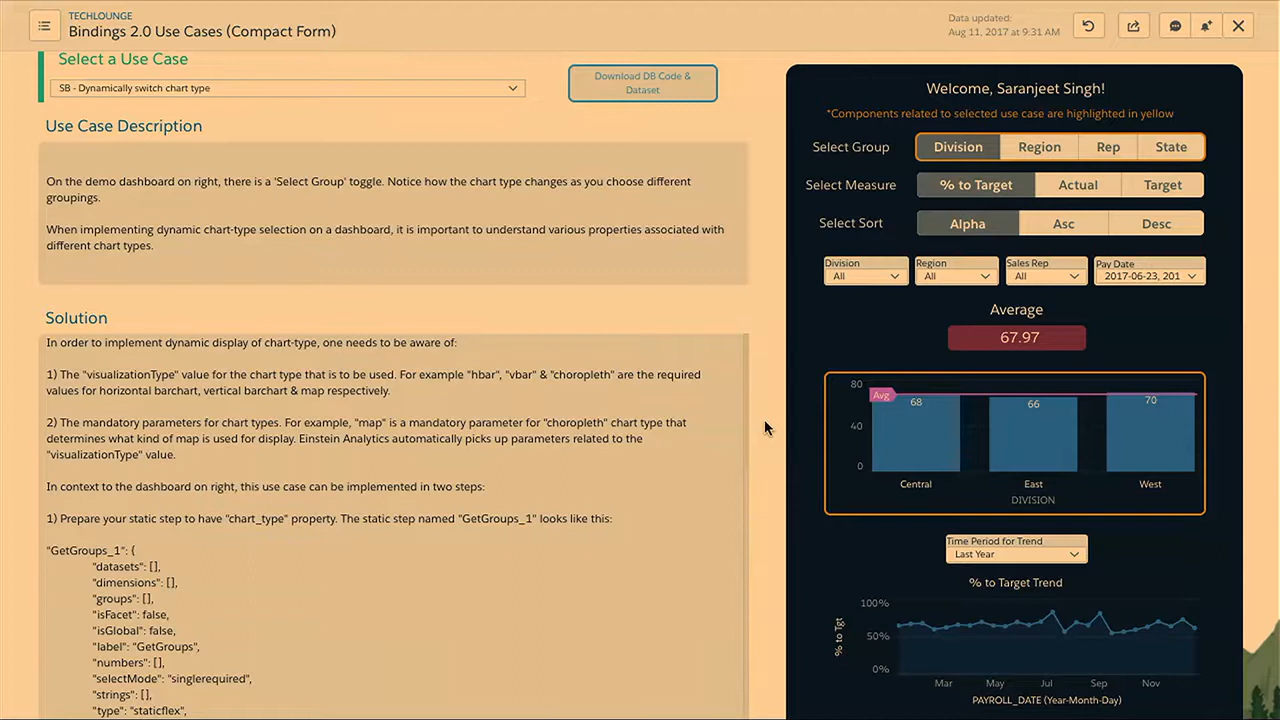 TECHLOUNGE
Bindings 2.0 Use Cases (Compact Form)
Data updated:
Aug 11, 2017 at 9:31 AM
Select a Use Case
SB - Dynamically switch chart type
Download DB Code &
Dataset
Use Case Description
On the demo dashboard on right, there is a 'Select Group' toggle. Notice how the chart type changes as you choose different
groupings.
When implementing dynamic chart-type selection on a dashboard, it is important to understand various properties associated with
different chart types.
Solution
In order to implement dynamic display of chart-type, one needs to be aware of:
1) The "visualizationType" value for the chart type that is to be used. For example "hbar", "vbar" & "choropleth" are the required
values for horizontal barchart, vertical barchart & map respectively.
2) The mandatory parameters for chart types. For example, "map" is a mandatory parameter for "choropleth" chart type that
determines what kind of map is used for display. Einstein Analytics automatically picks up parameters related to the
"visualizationType" value.
In context to the dashboard on right, this use case can be implemented in two steps:
1) Prepare your static step to have "chart_type" property. The static step named "GetGroups_1" looks like this:
"GetGroups_1": {
"datasets": [],
"dimensions": [],
"groups": [],
"isFacet": false,
"isGlobal": false,
"label": "GetGroups",
"numbers": [],
"selectMode": "singlerequired",
"strings": [],
"type": "staticflex",
Welcome, Saranjeet Singh!
*Components related to selected use case are highlighted in yellow
Select Group Division Region Rep State
Select Measure % to Target Actual Target
Select Sort Alpha Asc Desc
Division Region Sales Rep Pay Date
All All All 2017-06-23, 201
Average
67.97
80
Avg
68 66 70
40
0
Central East West
DIVISION
Time Period for Trend
Last Year
% to Target Trend
100%
50%
0%
% to Tgt
Mar May Jul Sep Nov
PAYROLL_DATE (Year-Month-Day)